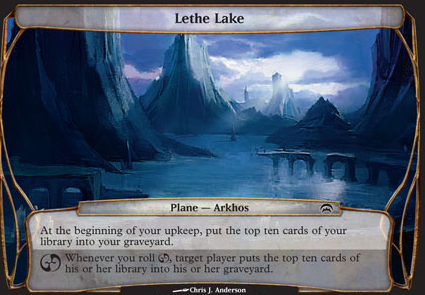 Lethe Lake
Plane — Arkhos
At the beginning of your upkeep, put the top ten cards of your
library into your graveyard.
Whenever you roll , target player puts the top ten cards of
his or her library into his or her graveyard.
Chris J. Anderson